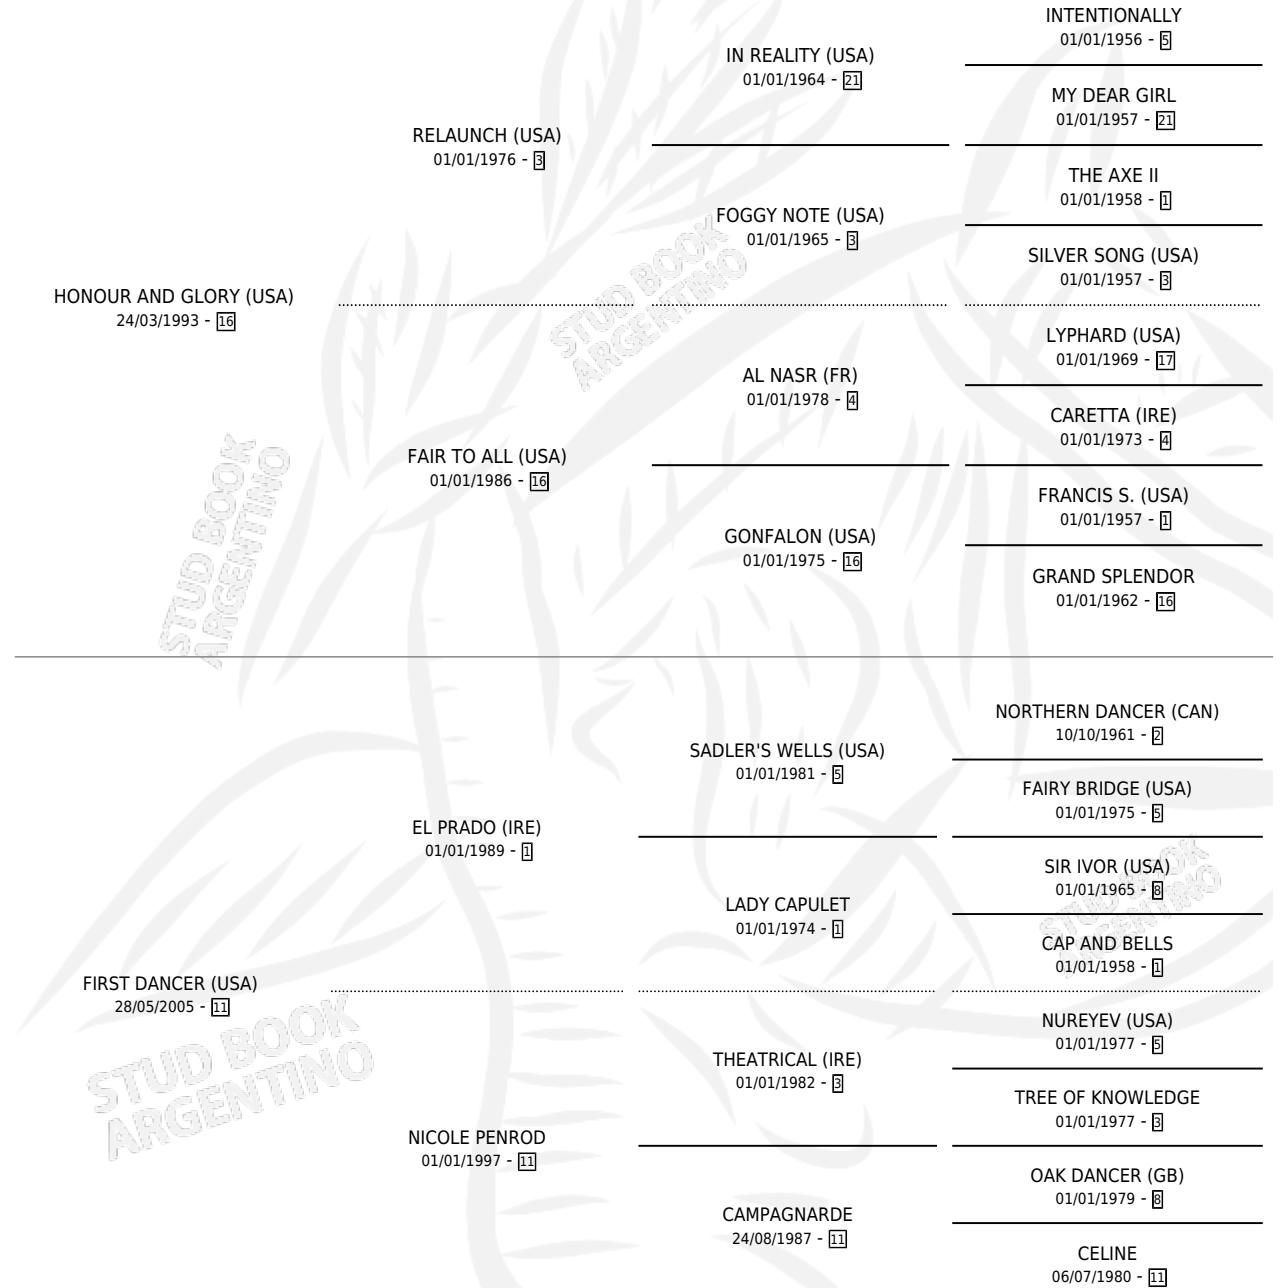 INTENTIONALLY
01/01/1956 - 5
IN REALITY (USA)
01/01/1964 - 21
MY DEAR GIRL
01/01/1957 - 21
RELAUNCH (USA)
01/01/1976 - 3
THE AXE II
01/01/1958 - 1
FOGGY NOTE (USA)
01/01/1965 - 3
SILVER SONG (USA)
01/01/1957 - 3
HONOUR AND GLORY (USA)
24/03/1993 - 16
LYPHARD (USA)
01/01/1969 - 17
AL NASR (FR)
01/01/1978 - 4
CARETTA (IRE)
01/01/1973 - 4
FAIR TO ALL (USA)
01/01/1986 - 16
FRANCIS S. (USA)
01/01/1957 - 1
GONFALON (USA)
01/01/1975 - 16
GRAND SPLENDOR
01/01/1962 - 16
NORTHERN DANCER (CAN)
10/10/1961 - 2
SADLER'S WELLS (USA)
01/01/1981 - 5
FAIRY BRIDGE (USA)
01/01/1975 - 5
EL PRADO (IRE)
01/01/1989 - 1
SIR IVOR (USA)
01/01/1965 - 8
LADY CAPULET
01/01/1974 - 1
CAP AND BELLS
01/01/1958 - 1
FIRST DANCER (USA)
28/05/2005 - 11
NUREYEV (USA)
01/01/1977 - 5
THEATRICAL (IRE)
01/01/1982 - 3
TREE OF KNOWLEDGE
01/01/1977 - 3
NICOLE PENROD
01/01/1997 - 11
OAK DANCER (GB)
01/01/1979 - 8
CAMPAGNARDE
24/08/1987 - 11
CELINE
06/07/1980 - 11
STUD BOOK
ARGENTINO
STUD BOOK
ARGENTINO
STUD BOOK
ARGENTINO
STUD BOOK
ARGENTINO